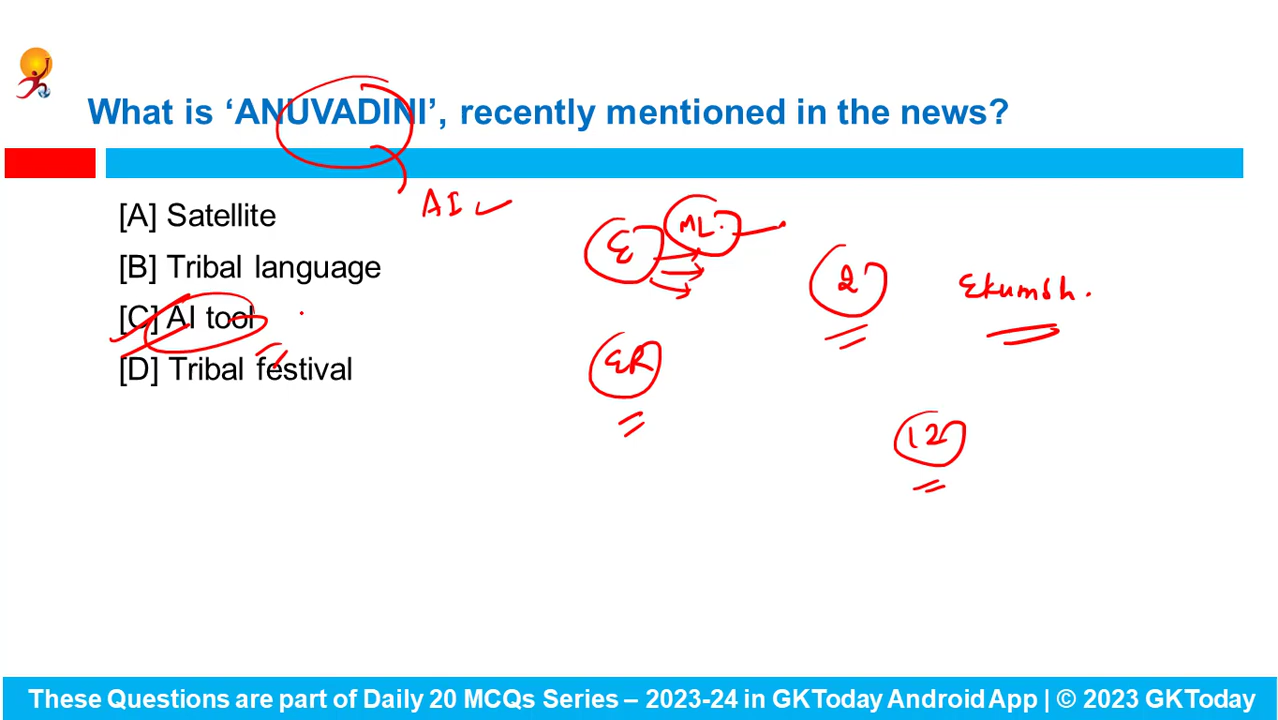 What is ‘ANUVADINI’, recently mentioned in the news?
[A] Satellite
AI
ML.
E
[B] Tribal language
2
Ekumbh.
[C] AI tool
[D] Tribal festival
ER
12
These Questions are part of Daily 20 MCQs Series – 2023-24 in GKToday Android App | © 2023 GKToday